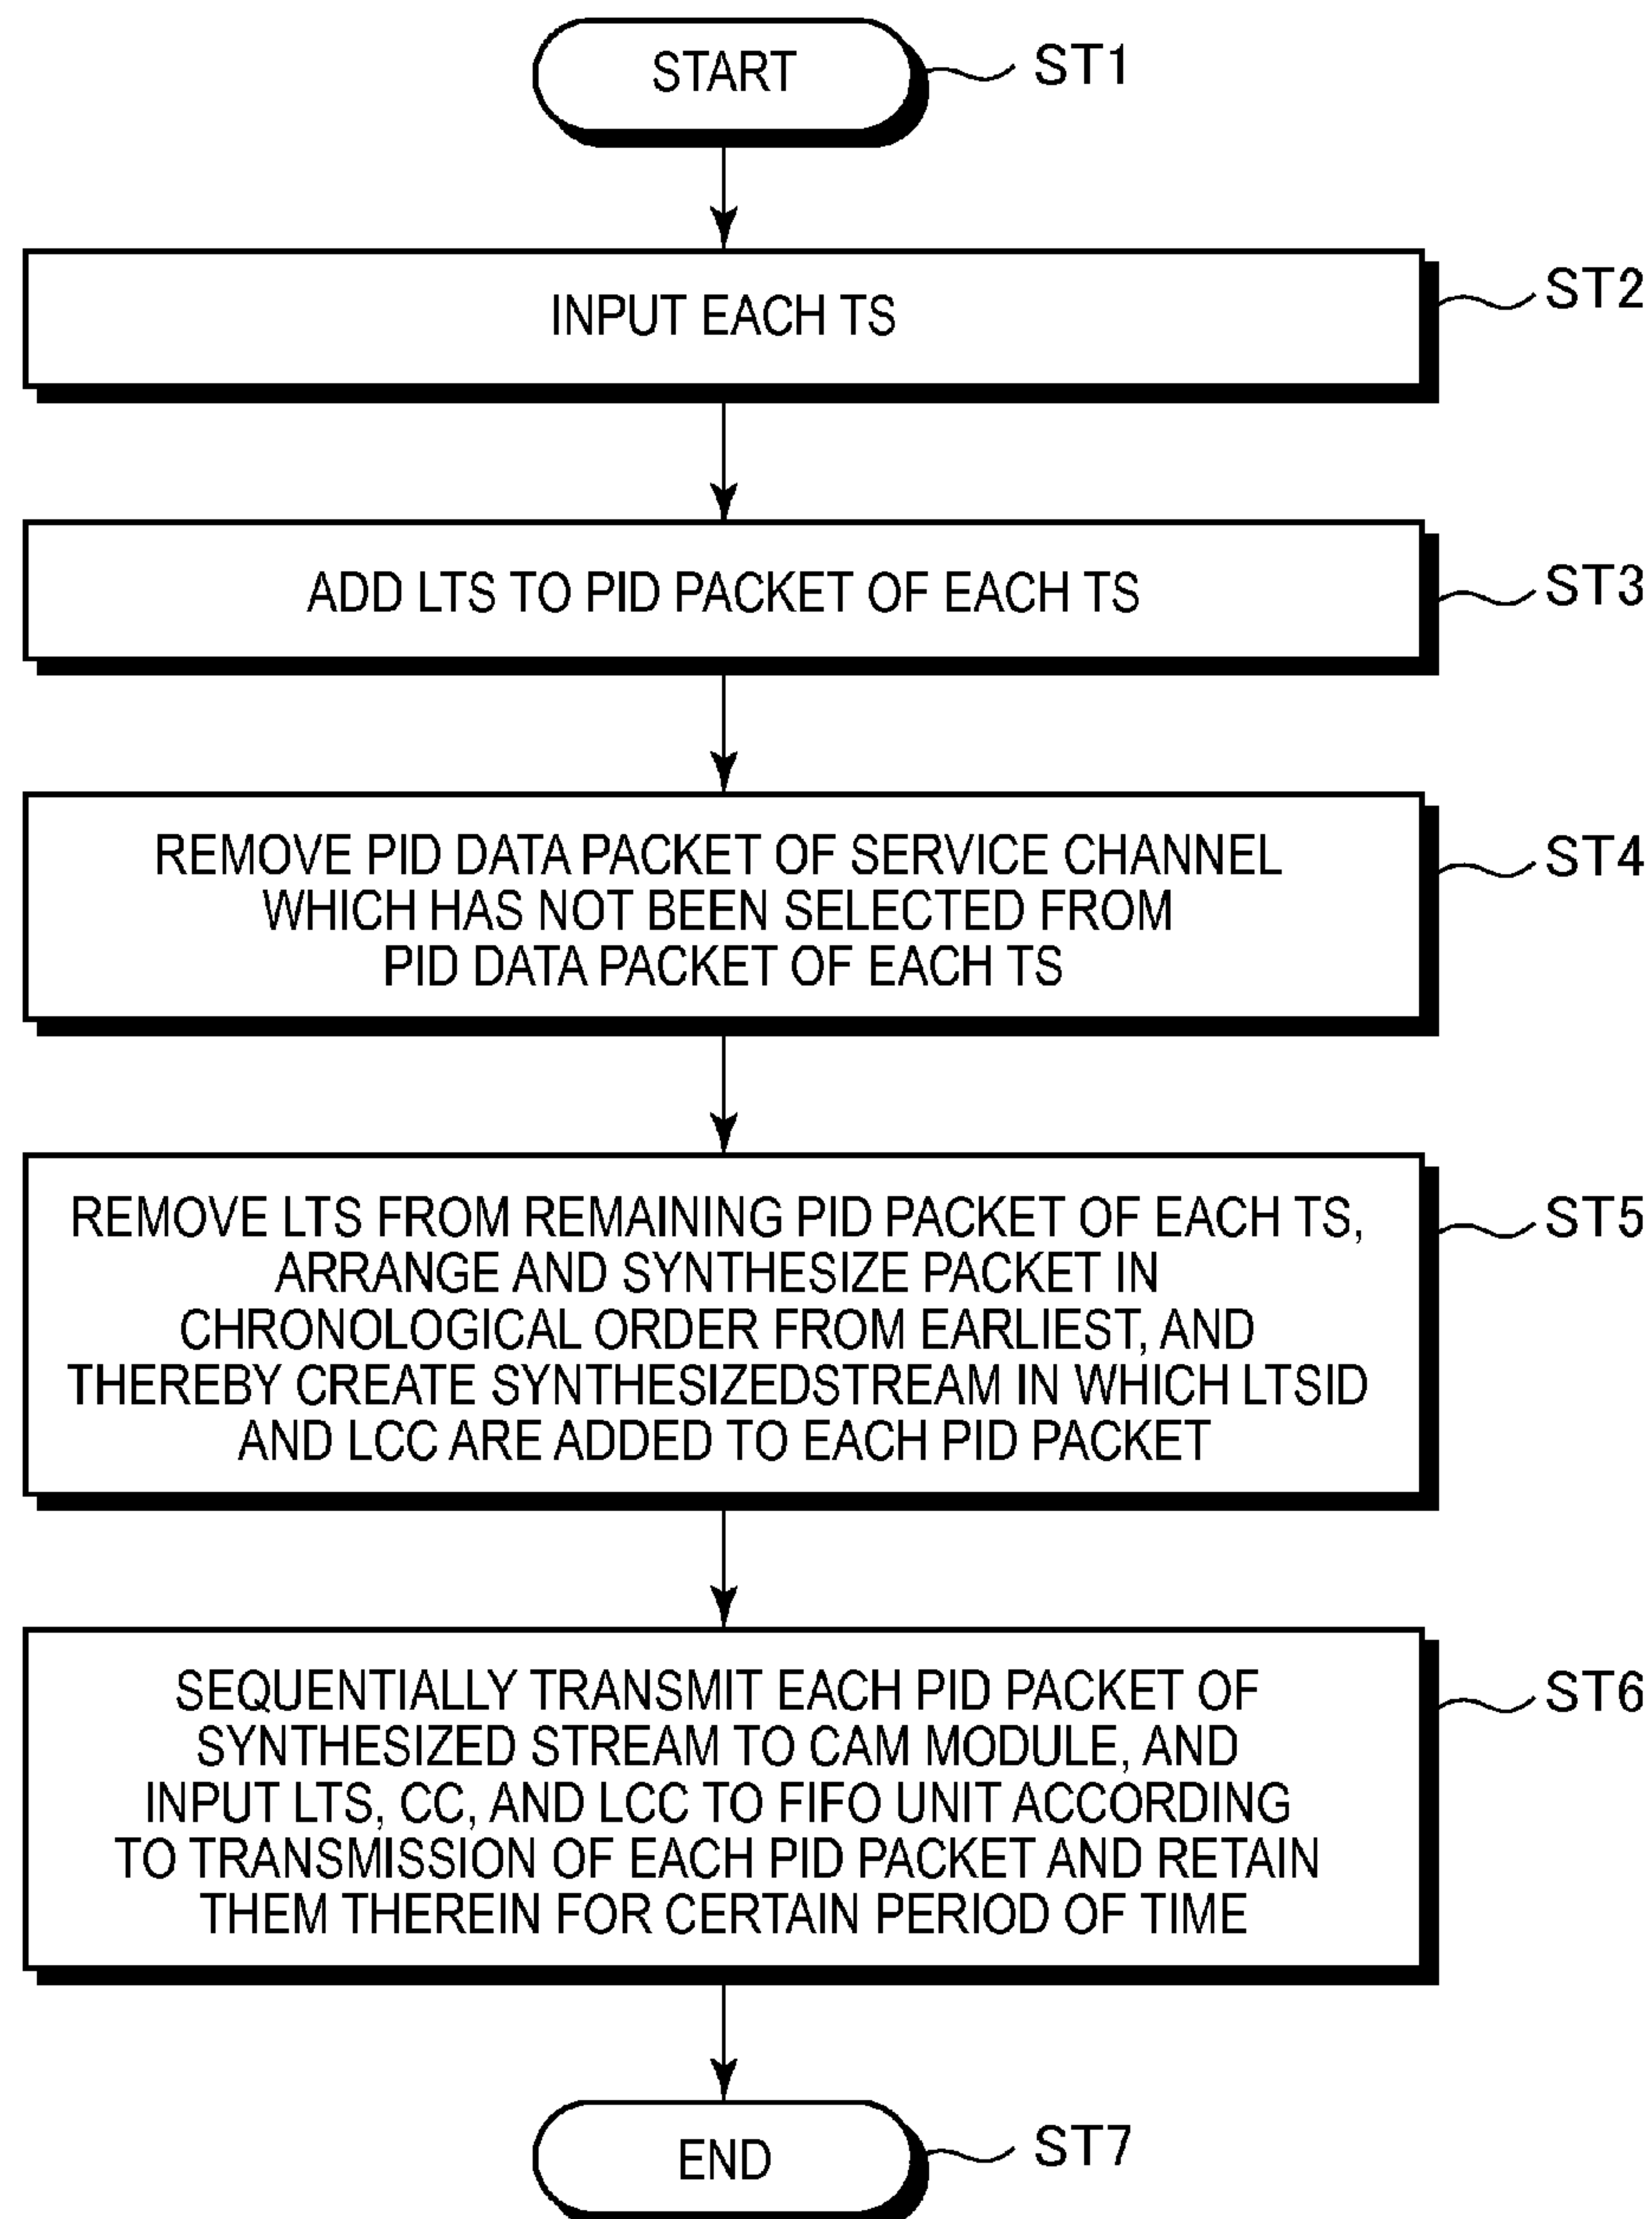 START
ST1
INPUT EACH TS
ST2
ADD LTS TO PID PACKET OF EACH TS
ST3
REMOVE PID DATA PACKET OF SERVICE CHANNEL
WHICH HAS NOT BEEN SELECTED FROM
PID DATA PACKET OF EACH TS
ST4
REMOVE LTS FROM REMAINING PID PACKET OF EACH TS,
ARRANGE AND SYNTHESIZE PACKET IN
CHRONOLOGICAL ORDER FROM EARLIEST, AND
THEREBY CREATE SYNTHESIZEDSTREAM IN WHICH LTSID
AND LCC ARE ADDED TO EACH PID PACKET
ST5
SEQUENTIALLY TRANSMIT EACH PID PACKET OF
SYNTHESIZED STREAM TO CAM MODULE, AND
INPUT LTS, CC, AND LCC TO FIFO UNIT ACCORDING
TO TRANSMISSION OF EACH PID PACKET AND RETAIN
THEM THEREIN FOR CERTAIN PERIOD OF TIME
ST6
END
ST7